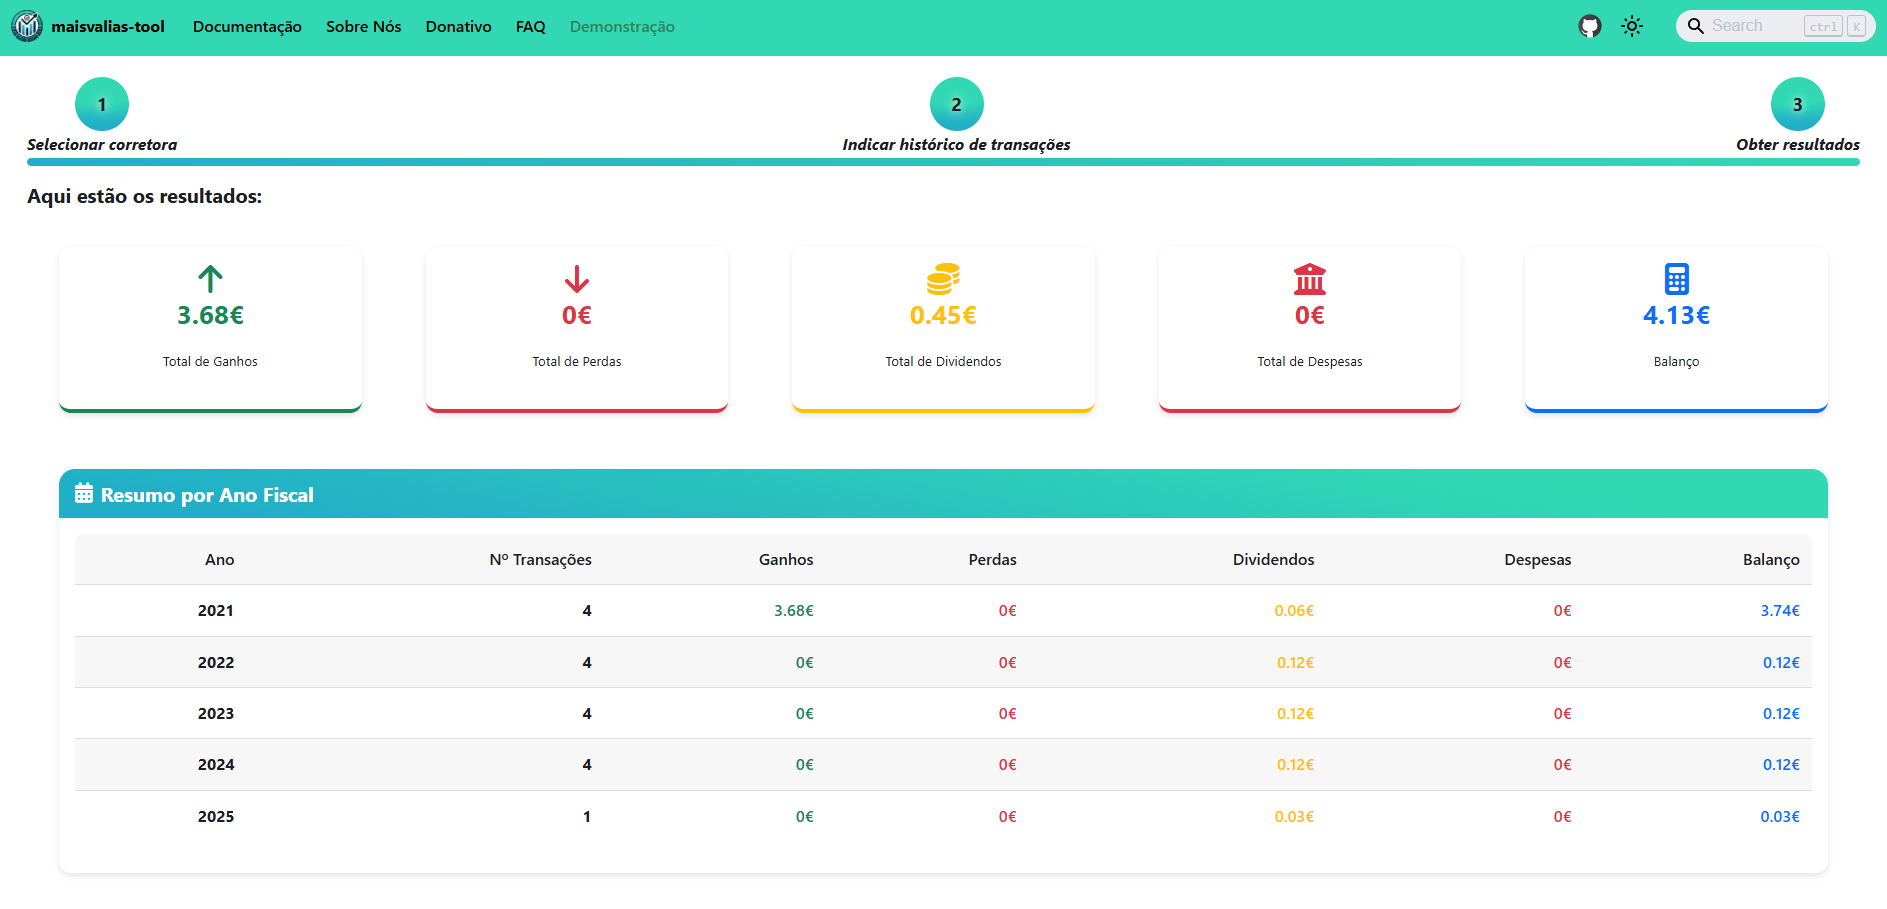 maisvalias-tool Documentação Sobre Nós Donativo FAQ Demonstração Search ctrl K
1 2 3
Selecionar corretora Indicar histórico de transações Obter resultados
Aqui estão os resultados:
3.68€ 0€ 0.45€ 0€ 4.13€
Total de Ganhos Total de Perdas Total de Dividendos Total de Despesas Balanço
Resumo por Ano Fiscal
Ano Nº Transações Ganhos Perdas Dividendos Despesas Balanço
2021 4 3.68€ 0€ 0.06€ 0€ 3.74€
2022 4 0€ 0€ 0.12€ 0€ 0.12€
2023 4 0€ 0€ 0.12€ 0€ 0.12€
2024 4 0€ 0€ 0.12€ 0€ 0.12€
2025 1 0€ 0€ 0.03€ 0€ 0.03€